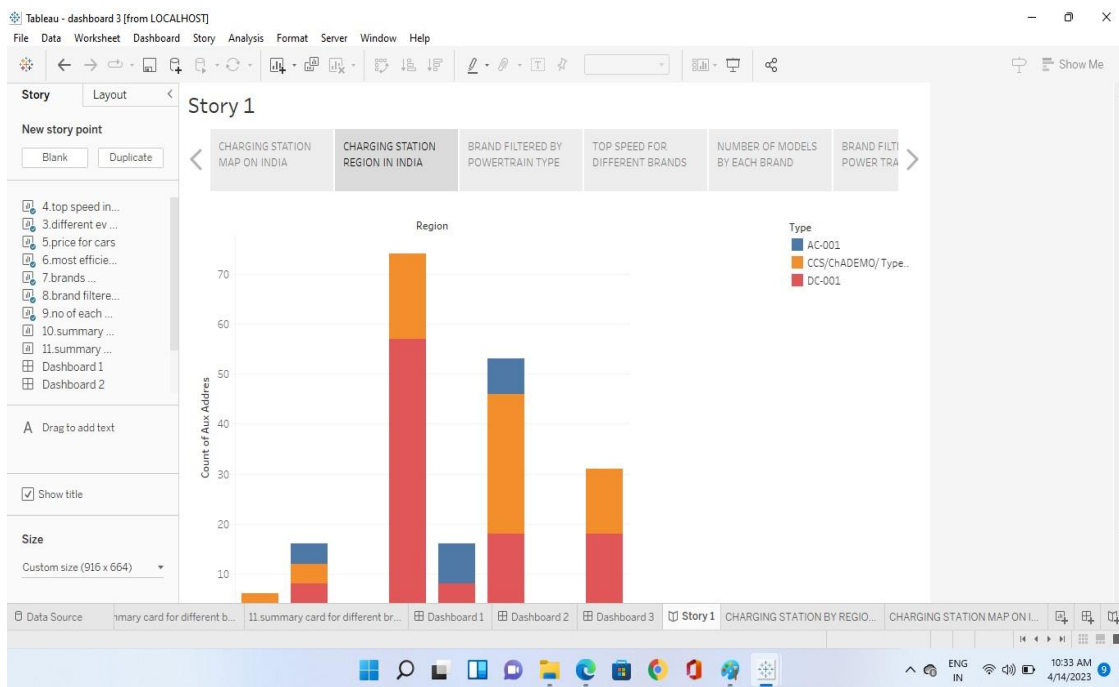 Tableau - dashboard 3 [from LOCALHOST]
File Data Worksheet Dashboard Story Analysis Format Server Window Help
Show Me
Story Layout
New story point
Blank Duplicate
4.top speed in...
3.different ev ...
5.price for cars
6.most efficie...
7.brands ...
8.brand filtere...
9.no of each ...
10.summary ...
11.summary ...
Dashboard 1
Dashboard 2
A Drag to add text
Show title
Size
Custom size (916 x 664)
Story 1
CHARGING STATION
MAP ON INDIA
CHARGING STATION
REGION IN INDIA
BRAND FILTERED BY
POWERTRAIN TYPE
TOP SPEED FOR
DIFFERENT BRANDS
NUMBER OF MODELS
BY EACH BRAND
BRAND FILTI
POWER TRA
Region
Count of Aux Addres
70
60
50
40
30
20
10
Type
AC-001
CCS/ChADEMO/ Type..
DC-001
Data Source
nmary card for different b...
11.summary card for different br...
Dashboard 1
Dashboard 2
Dashboard 3
Story 1
CHARGING STATION BY REGIO...
CHARGING STATION MAP ON I...
ENG
IN
10:33 AM
4/14/2023
9